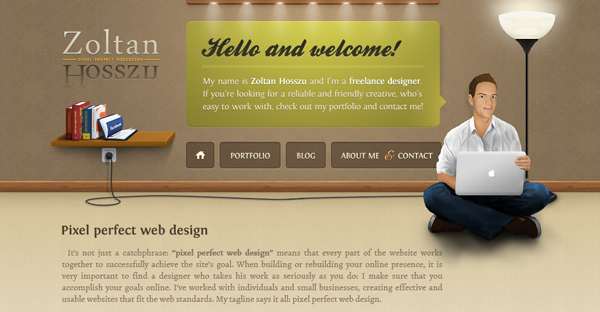 Zoltan
PIXEL PERFECT WEBDESIGN
Hosszu
Hello and welcome!
My name is Zoltan Hosszu and I'm a freelance designer.
If you're looking for a reliable and friendly creative, who's
easy to work with, check out my portfolio and contact me!
PORTFOLIO
BLOG
ABOUT ME & CONTACT
Pixel perfect web design
It's not just a catchphrase: "pixel perfect web design" means that every part of the website works
together to successfully achieve the site's goal. When building or rebuilding your online presence, it is
very important to find a designer who takes his work as seriously as you do: I make sure that you
accomplish your goals online. I've worked with individuals and small businesses, creating effective and
usable websites that fit the web standards. My tagline says it all: pixel perfect web design.